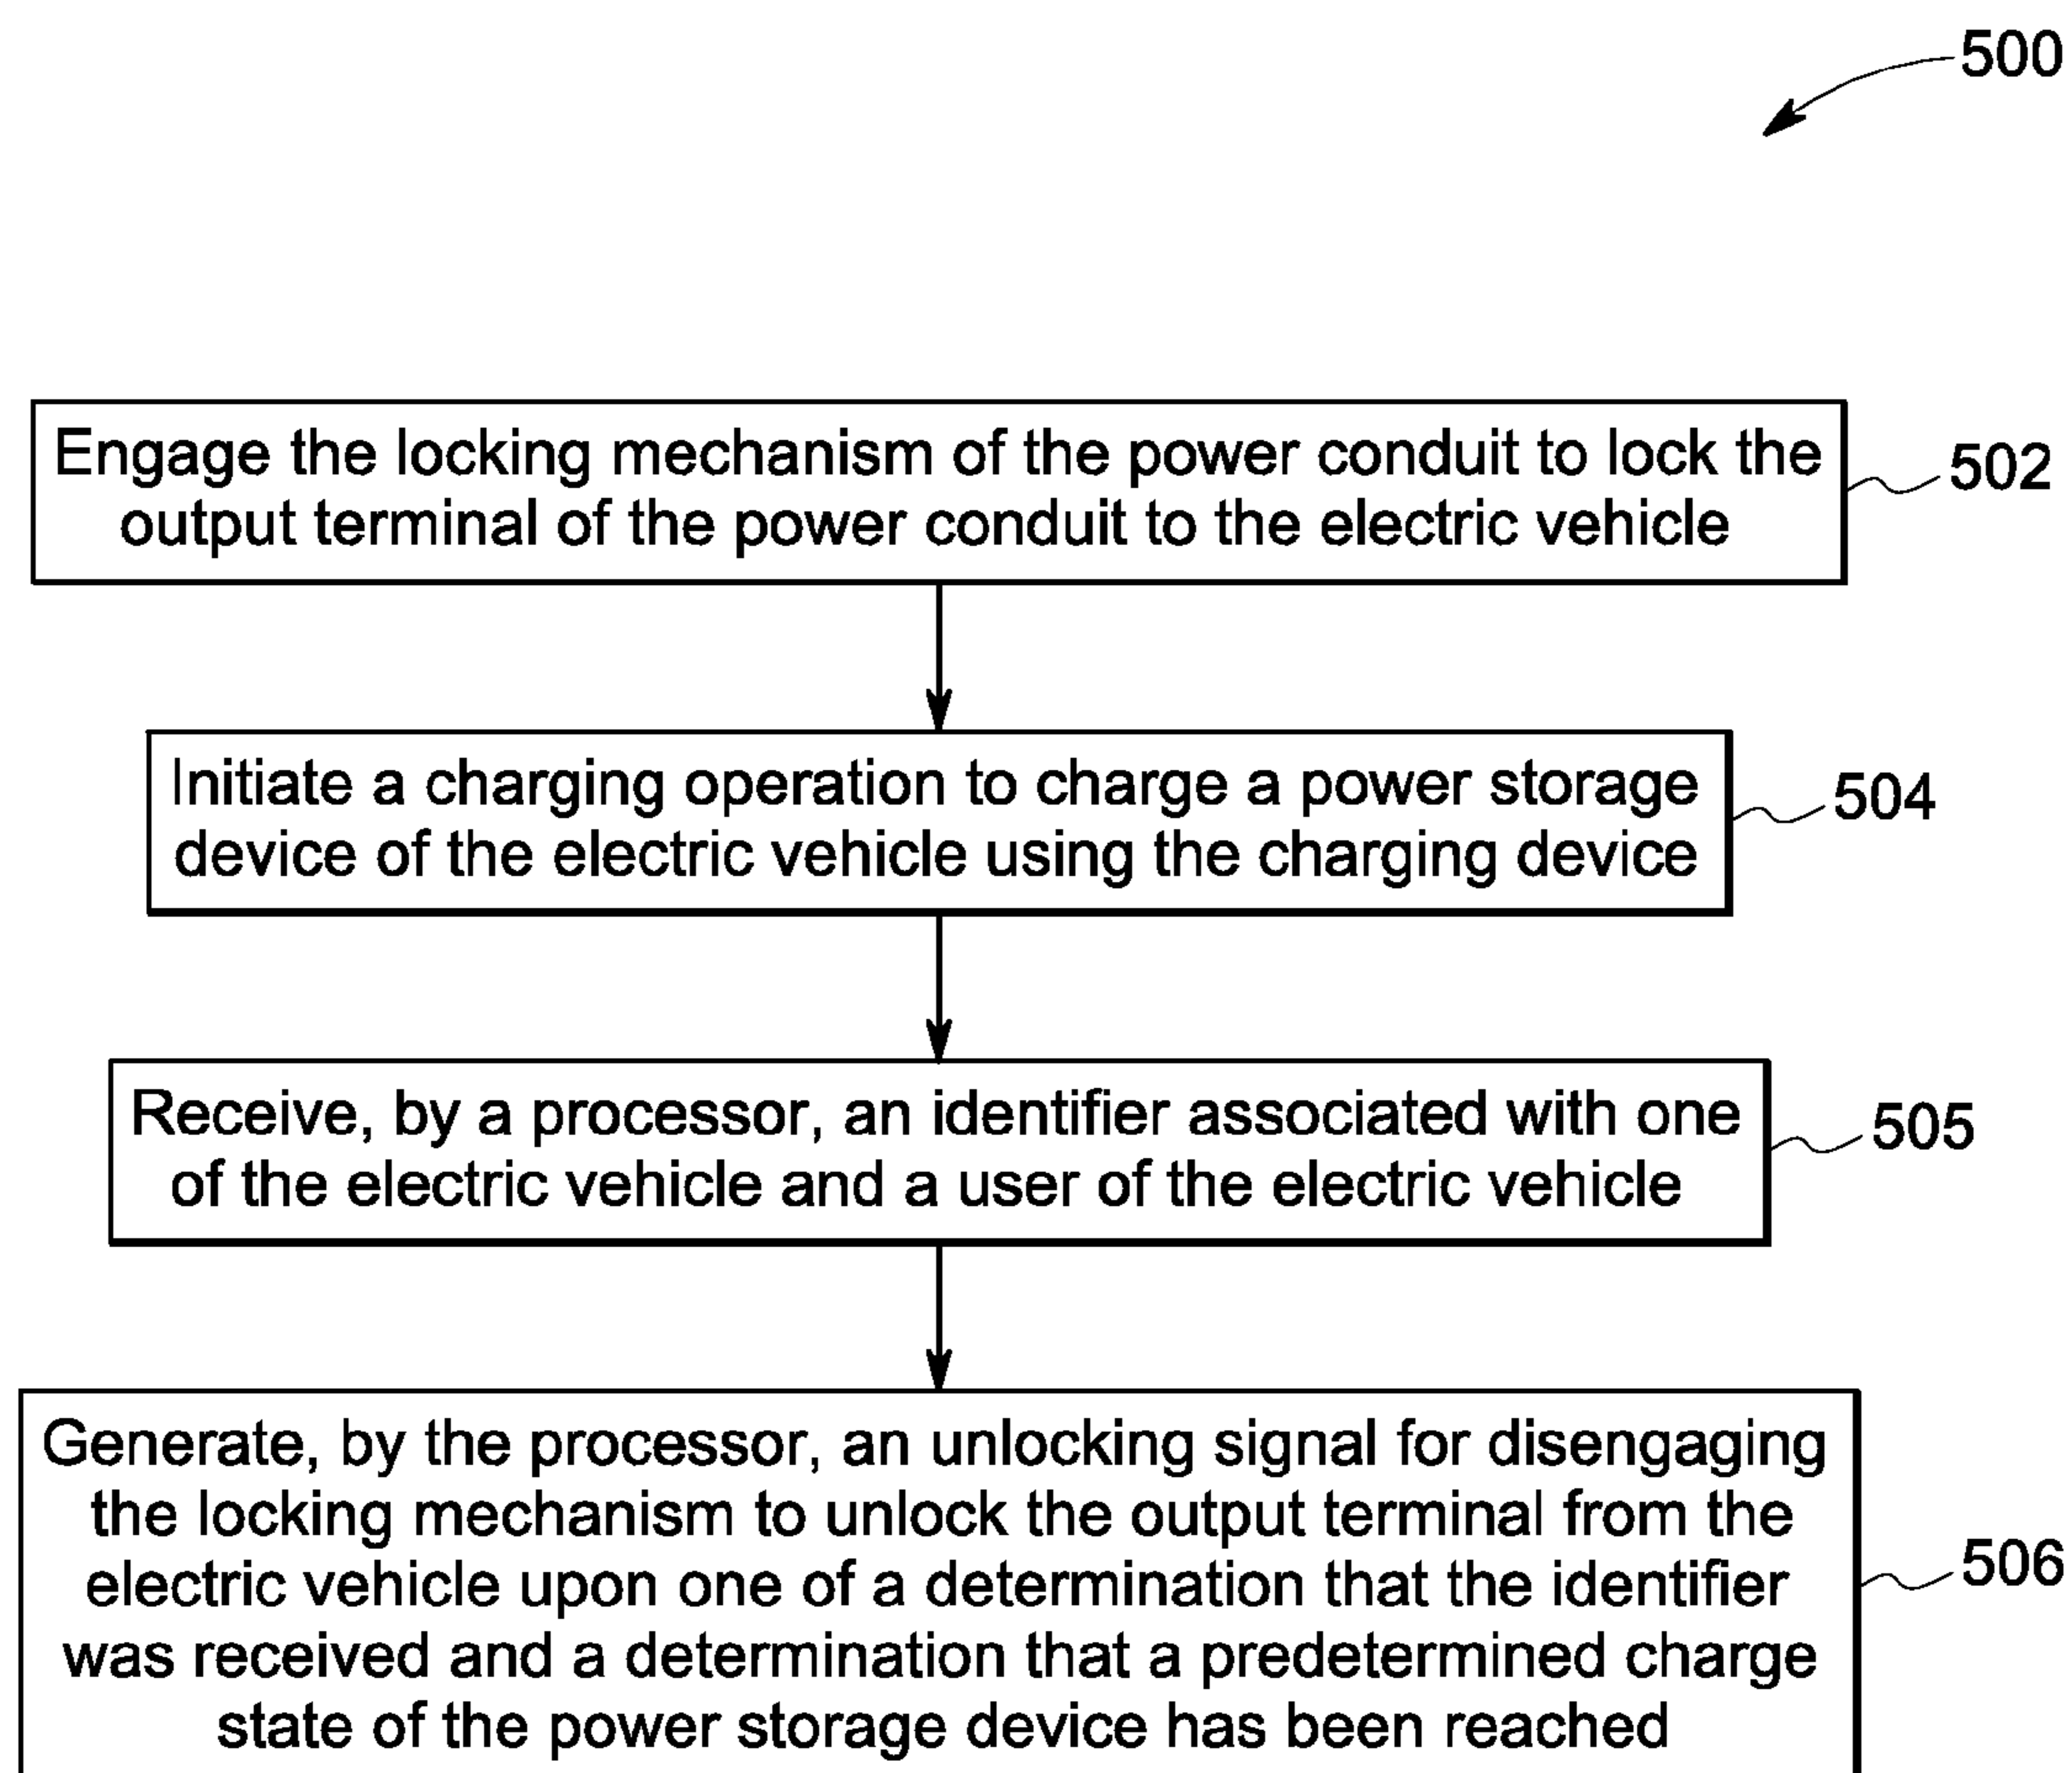 500
Engage the locking mechanism of the power conduit to lock the
output terminal of the power conduit to the electric vehicle
502
Initiate a charging operation to charge a power storage
device of the electric vehicle using the charging device
504
Receive, by a processor, an identifier associated with one
of the electric vehicle and a user of the electric vehicle
505
Generate, by the processor, an unlocking signal for disengaging
the locking mechanism to unlock the output terminal from the
electric vehicle upon one of a determination that the identifier
was received and a determination that a predetermined charge
state of the power storage device has been reached
506